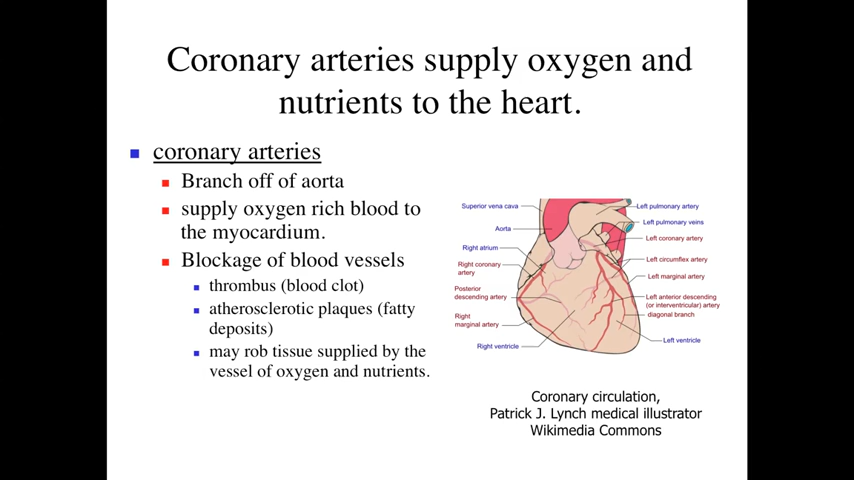 Coronary arteries supply oxygen and
nutrients to the heart.
coronary arteries
Branch off of aorta
supply oxygen rich blood to
the myocardium.
Blockage of blood vessels
thrombus (blood clot)
atherosclerotic plaques (fatty
deposits)
may rob tissue supplied by the
vessel of oxygen and nutrients.
Superior vena cava
Aorta
Right atrium
Right coronary
artery
Posterior
descending artery
Right
marginal artery
Right ventricle
Left pulmonary artery
Left pulmonary veins
Left coronary artery
Left circumflex artery
Left marginal artery
Left anterior descending
(or interventricular) artery
diagonal branch
Left ventricle
Coronary circulation,
Patrick J. Lynch medical illustrator
Wikimedia Commons